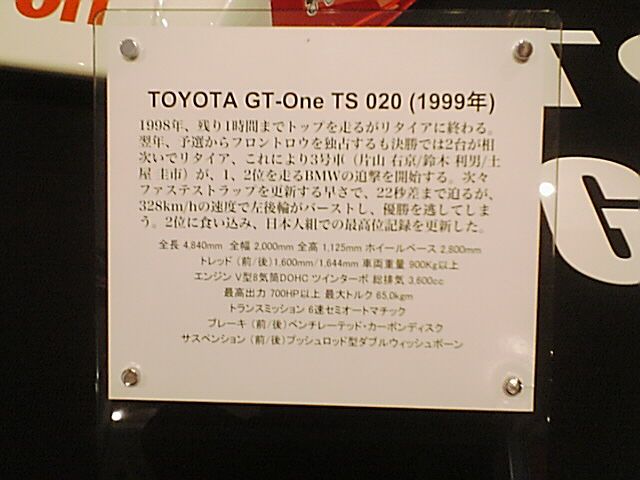 TOYOTA GT-One TS 020 (1999年)
1998年、残り1時間までトップを走るがリタイアに終わる。
翌年、予選からフロントロウを独占するも決勝では2台が相
次いでリタイア、これにより3号車（片山 右京/鈴木 利男/土
屋 圭市）が、1、2位を走るBMWの追撃を開始する。次々
ファステストラップを更新する早さで、22秒差まで迫るが、
328km/hの速度で左後輪がバーストし、優勝を逃してしま
う。2位に食い込み、日本人組での最高位記録を更新した。
全長 4,840mm 全幅 2,000mm 全高 1,125mm ホイールベース 2,800mm
トレッド (前/後) 1,600mm/1,644mm 車両重量 900Kg以上
エンジン V型8気筒DOHC ツインターボ 総排気 3,600cc
最高出力 700HP以上 最大トルク 65.0kgm
トランスミッション 6速セミオートマチック
ブレーキ (前/後)ベンチレーテッド・カーボンディスク
サスペンション (前/後)プッシュロッド型ダブルウィッシュボーン